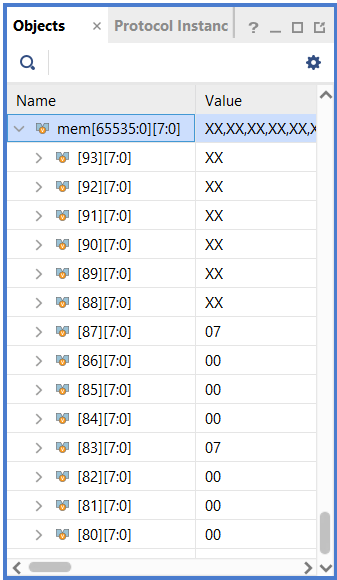 Objects × Protocol Instanc ?
Name Value
mem[65535:0][7:0] XX,XX,XX,XX,XX,X
[93][7:0] XX
[92][7:0] XX
[91][7:0] XX
[90][7:0] XX
[89][7:0] XX
[88][7:0] XX
[87][7:0] 07
[86][7:0] 00
[85][7:0] 00
[84][7:0] 00
[83][7:0] 07
[82][7:0] 00
[81][7:0] 00
[80][7:0] 00